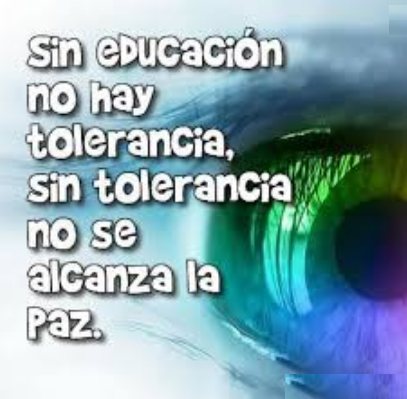 Sin educación
no hay
tolerancia,
sin tolerancia
no se
alcanza la
paz.